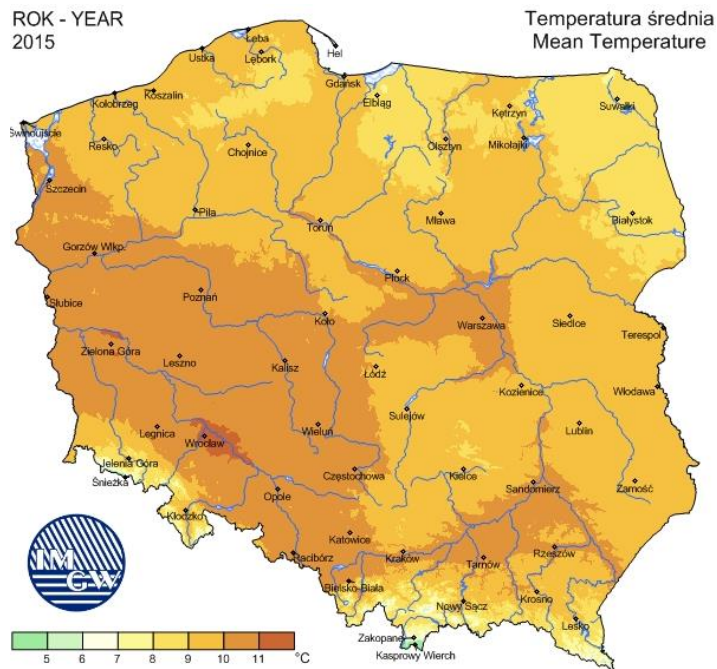 ROK - YEAR
2015
Temperatura średnia
Mean Temperature
Łeba
Ustka
Lębork
Hel
Gdańsk
Kołobrzeg
Koszalin
Elbląg
Kętrzyn
Suwałki
Świnoujście
Resko
Chojnice
Olsztyn
Mikołajki
Szczecin
Piła
Toruń
Mława
Białystok
Gorzów Wlkp.
Płock
Słubice
Poznań
Koło
Warszawa
Siedlce
Terespol
Zielona Góra
Leszno
Kalisz
Łódź
Kozienice
Włodawa
Sulejów
Legnica
Wrocław
Wieluń
Lublin
Jelenia Góra
Śnieżka
Częstochowa
Kielce
Sandomierz
Zamość
Opole
Kłodzko
Katowice
Racibórz
Kraków
Tarnów
Rzeszów
Bielsko-Biała
Nowy Sącz
Krosno
Lesko
Zakopane
Kasprowy Wierch
IM
GW
5 6 7 8 9 10 11 °C